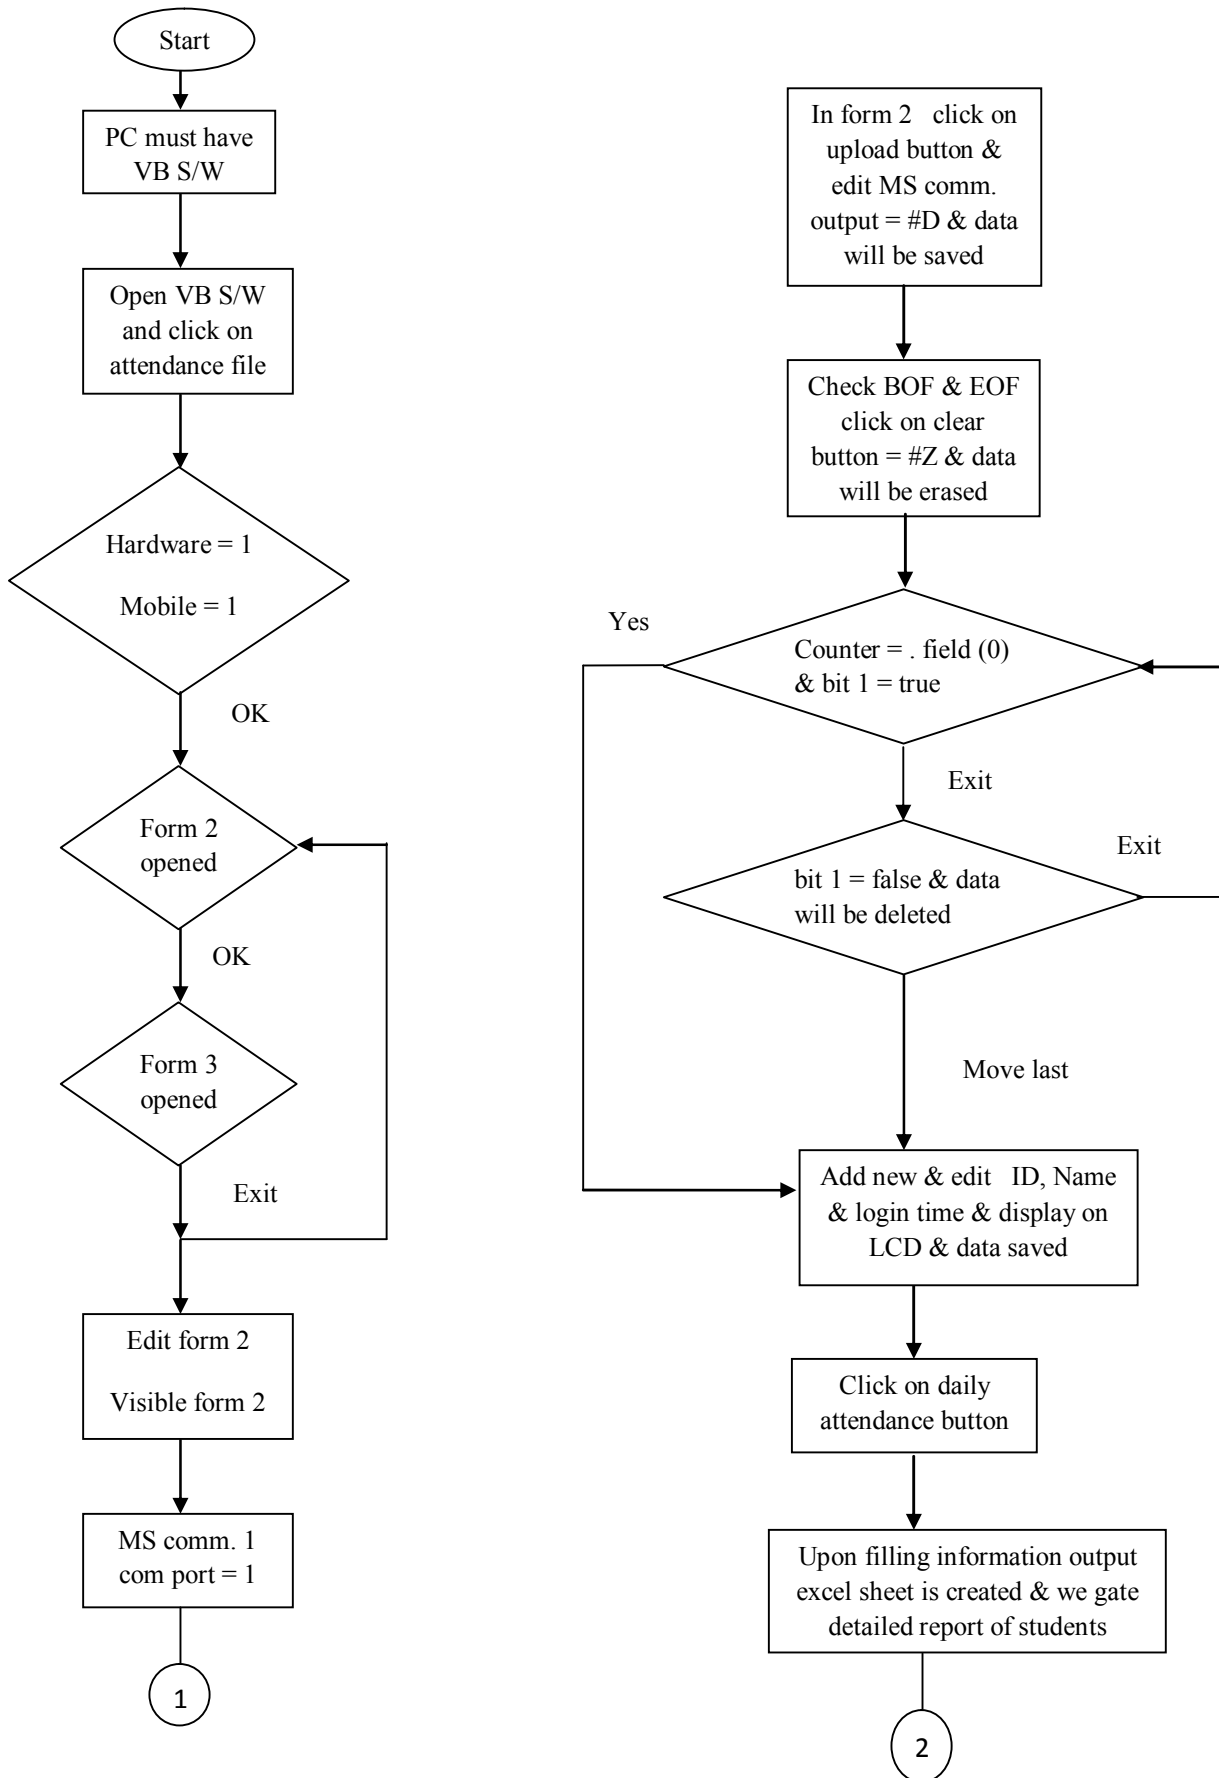 Start
PC must have
VB S/W
Open VB S/W
and click on
attendance file
Hardware = 1
Mobile = 1
OK
Form 2
opened
OK
Form 3
opened
Exit
Edit form 2
Visible form 2
MS comm. 1
com port = 1
1
In form 2 click on
upload button &
edit MS comm.
output = #D & data
will be saved
Check BOF & EOF
click on clear
button = #Z & data
will be erased
Yes
Counter = . field (0)
& bit 1 = true
Exit
Exit
bit 1 = false & data
will be deleted
Move last
Add new & edit ID, Name
& login time & display on
LCD & data saved
Click on daily
attendance button
Upon filling information output
excel sheet is created & we gate
detailed report of students
2